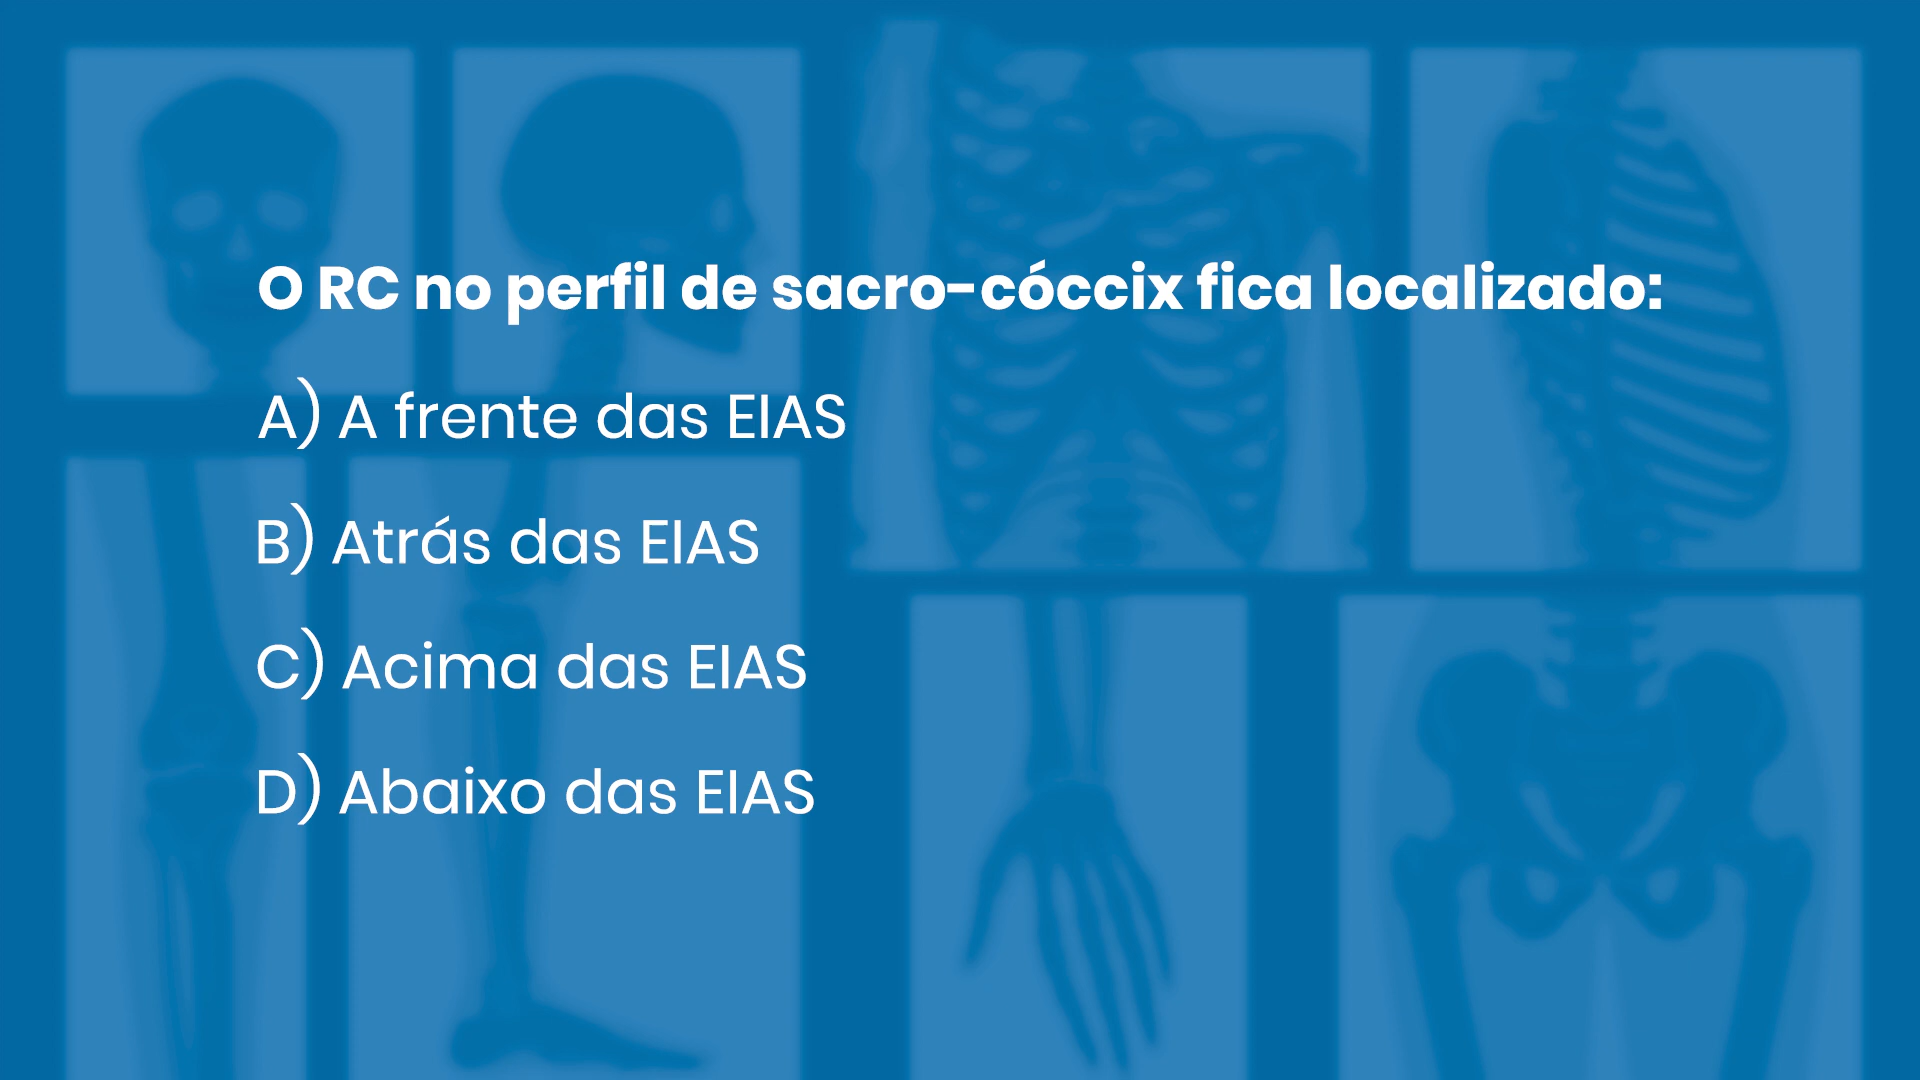 O RC no perfil de sacro-cóccix fica localizado:
A) A frente das EIAS
B) Atrás das EIAS
C) Acima das EIAS
D) Abaixo das EIAS